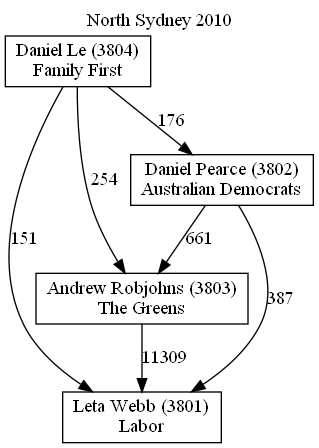 North Sydney 2010
Daniel Le (3804)
Family First
176
Daniel Pearce (3802)
Australian Democrats
254
151
661
387
Andrew Robjohns (3803)
The Greens
11309
Leta Webb (3801)
Labor